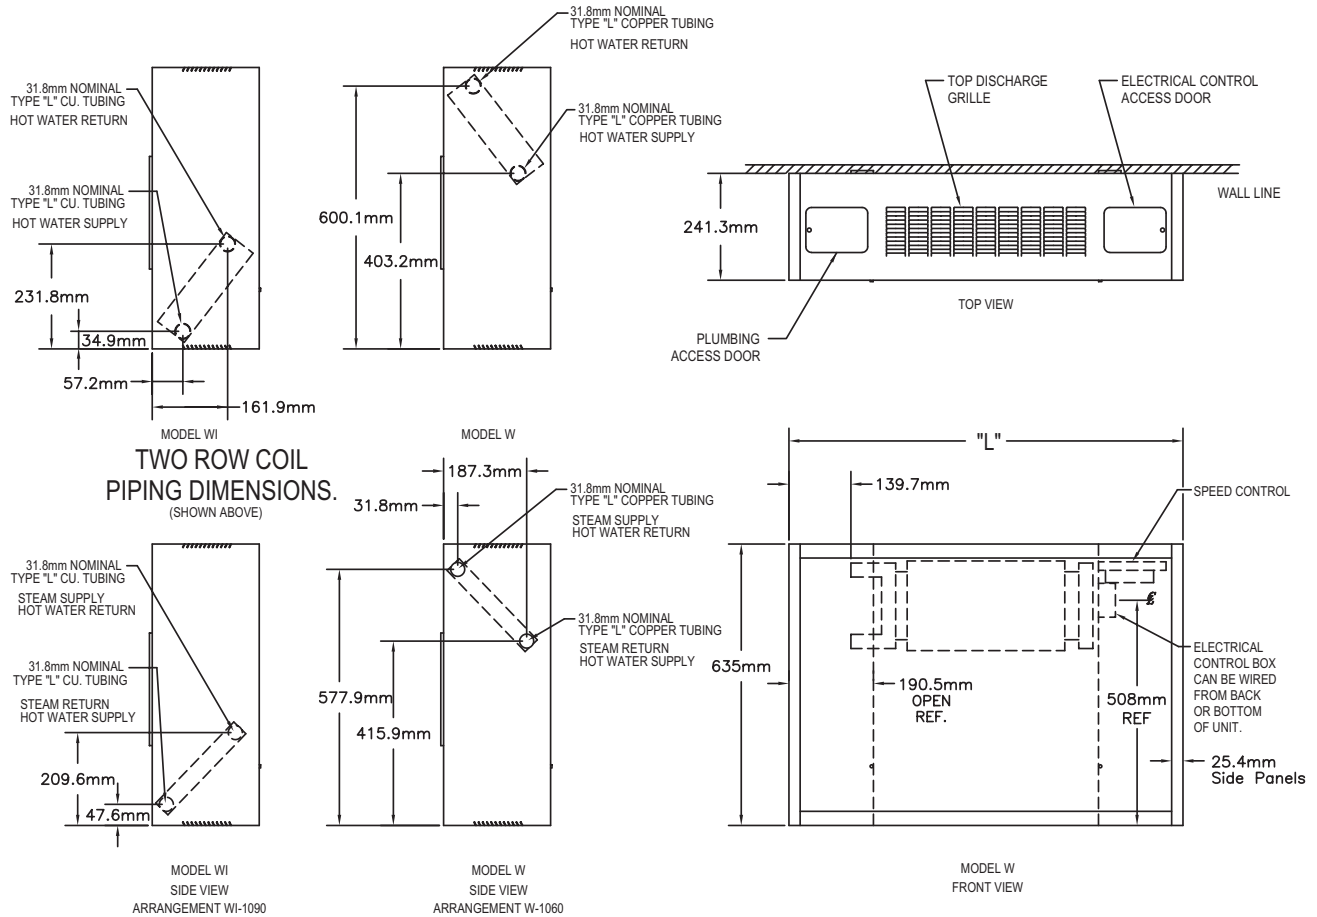 31.8mm NOMINAL
TYPE "L" CU. TUBING
HOT WATER RETURN
31.8mm NOMINAL
TYPE "L" CU. TUBING
HOT WATER SUPPLY
231.8mm
34.9mm
57.2mm
161.9mm
MODEL WI
31.8mm NOMINAL
TYPE "L" COPPER TUBING
HOT WATER RETURN
31.8mm NOMINAL
TYPE "L" COPPER TUBING
HOT WATER SUPPLY
600.1mm
403.2mm
MODEL W
TWO ROW COIL
PIPING DIMENSIONS.
(SHOWN ABOVE)
TOP DISCHARGE
GRILLE
ELECTRICAL CONTROL
ACCESS DOOR
WALL LINE
241.3mm
TOP VIEW
PLUMBING
ACCESS DOOR
31.8mm NOMINAL
TYPE "L" CU. TUBING
STEAM SUPPLY
HOT WATER RETURN
31.8mm NOMINAL
TYPE "L" CU. TUBING
STEAM RETURN
HOT WATER SUPPLY
209.6mm
47.6mm
MODEL WI
SIDE VIEW
ARRANGEMENT WI-1090
187.3mm
31.8mm
31.8mm NOMINAL
TYPE "L" COPPER TUBING
STEAM SUPPLY
HOT WATER RETURN
31.8mm NOMINAL
TYPE "L" COPPER TUBING
STEAM RETURN
HOT WATER SUPPLY
577.9mm
415.9mm
MODEL W
SIDE VIEW
ARRANGEMENT W-1060
"L"
139.7mm
SPEED CONTROL
635mm
190.5mm
OPEN
REF.
508mm
REF
ELECTRICAL
CONTROL BOX
CAN BE WIRED
FROM BACK
OR BOTTOM
OF UNIT.
25.4mm
Side Panels
MODEL W
FRONT VIEW